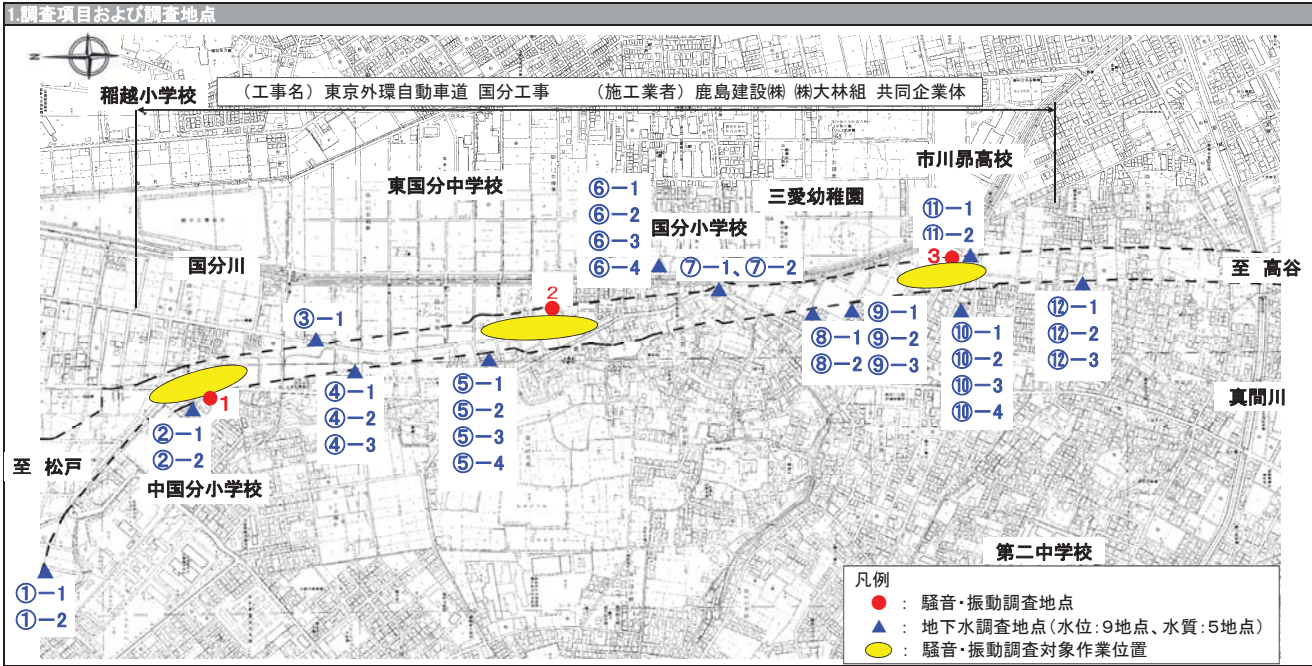 1.調査項目および調査地点
N
稲越小学校
（工事名）東京外環自動車道 国分工事 （施工業者）鹿島建設㈱ ㈱大林組 共同企業体
市川昴高校
東国分中学校
⑥－1
⑥－2
⑥－3
⑥－4
三愛幼稚園
国分小学校
⑪－1
⑪－2
国分川
⑦－1、⑦－2
3
至 高谷
2
③－1
⑧－1
⑧－2
⑨－1
⑨－2
⑨－3
⑩－1
⑩－2
⑩－3
⑩－4
⑫－1
⑫－2
⑫－3
④－1
④－2
④－3
⑤－1
⑤－2
⑤－3
⑤－4
1
②－1
②－2
真間川
至 松戸
中国分小学校
第二中学校
①－1
①－2
凡例
： 騒音・振動調査地点
： 地下水調査地点（水位：9地点、水質：5地点）
： 騒音・振動調査対象作業位置